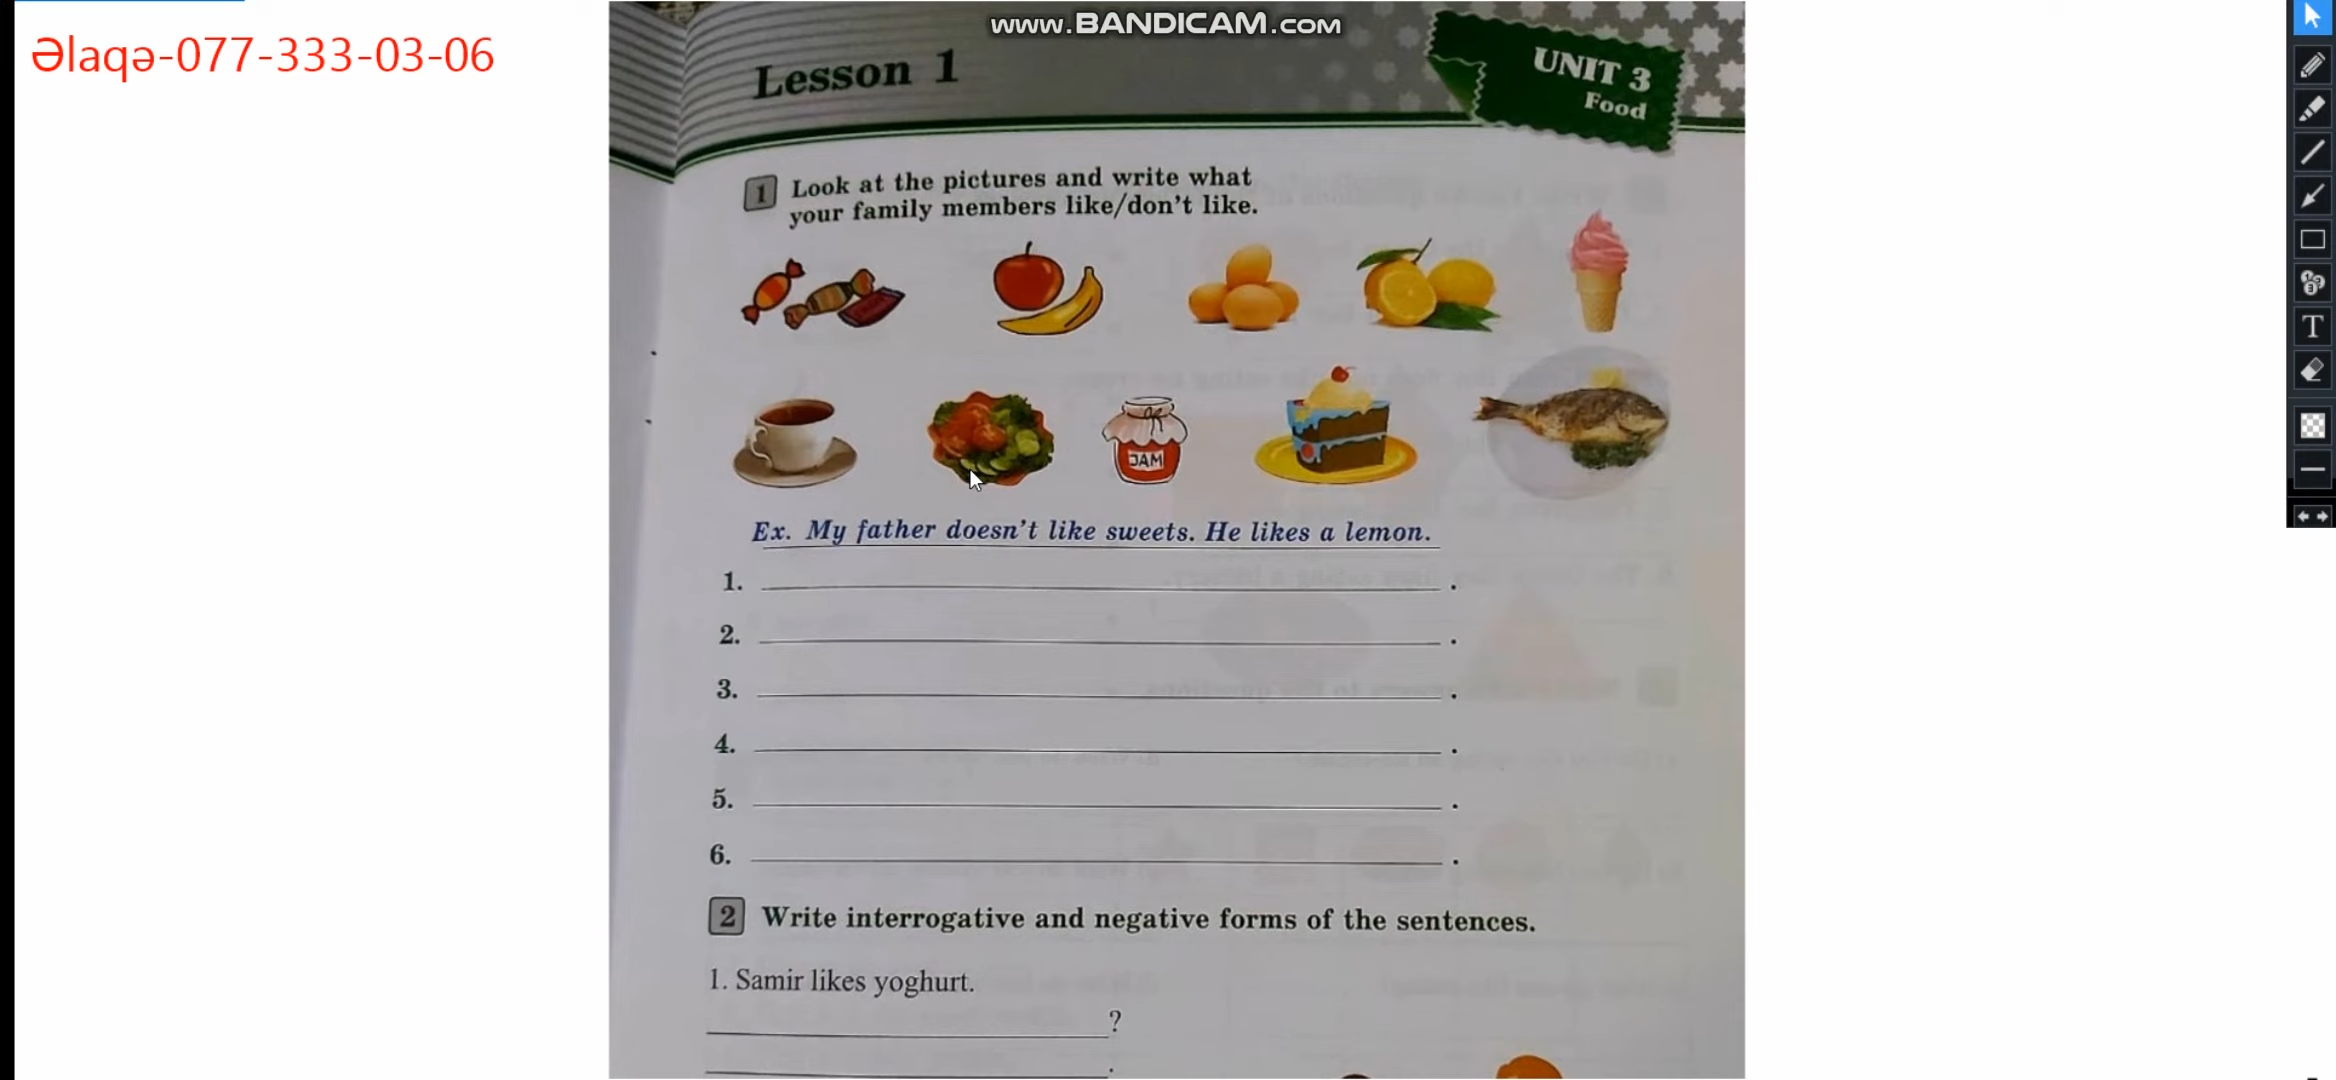 www.BANDICAM.com
Əlaqə-077-333-03-06
Lesson 1
UNIT 3
Food
1 Look at the pictures and write what
your family members like/don't like.
JAM
Ex. My father doesn't like sweets. He likes a lemon.
1. .
2. .
3. .
4. .
5. .
6. .
2 Write interrogative and negative forms of the sentences.
1. Samir likes yoghurt.
?
.
T